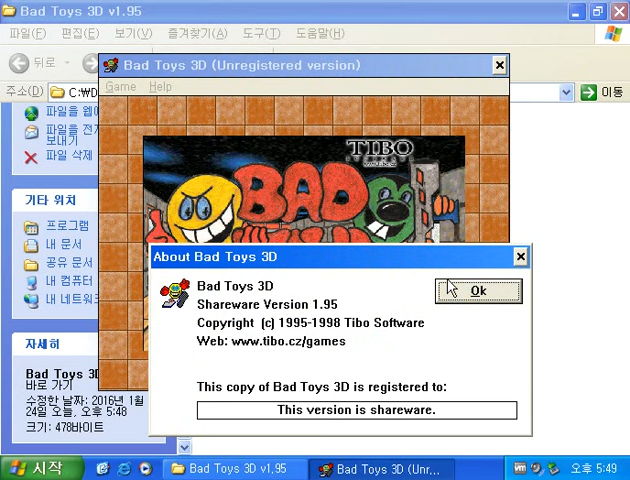 Bad Toys 3D v1.95
파일(F) 편집(E) 보기(V) 즐겨찾기(A) 도구(T) 도움말(H)
뒤로
주소(D) C:\D
이동
파일을 웹에
파일을 전자
보내기
파일 삭제
기타 위치
프로그램
내 문서
공유 문서
내 컴퓨터
내 네트워크
자세히
Bad Toys 3D
바로 가기
수정한 날짜: 2016년 1월
24일 오늘, 오후 5:48
크기: 478바이트
Bad Toys 3D (Unregistered version)
Game Help
TIBO
BAD
About Bad Toys 3D
Bad Toys 3D
Shareware Version 1.95
Copyright (c) 1995-1998 Tibo Software
Web: www.tibo.cz/games
Ok
This copy of Bad Toys 3D is registered to:
This version is shareware.
시작
Bad Toys 3D v1.95
Bad Toys 3D (Unr...
오후 5:49